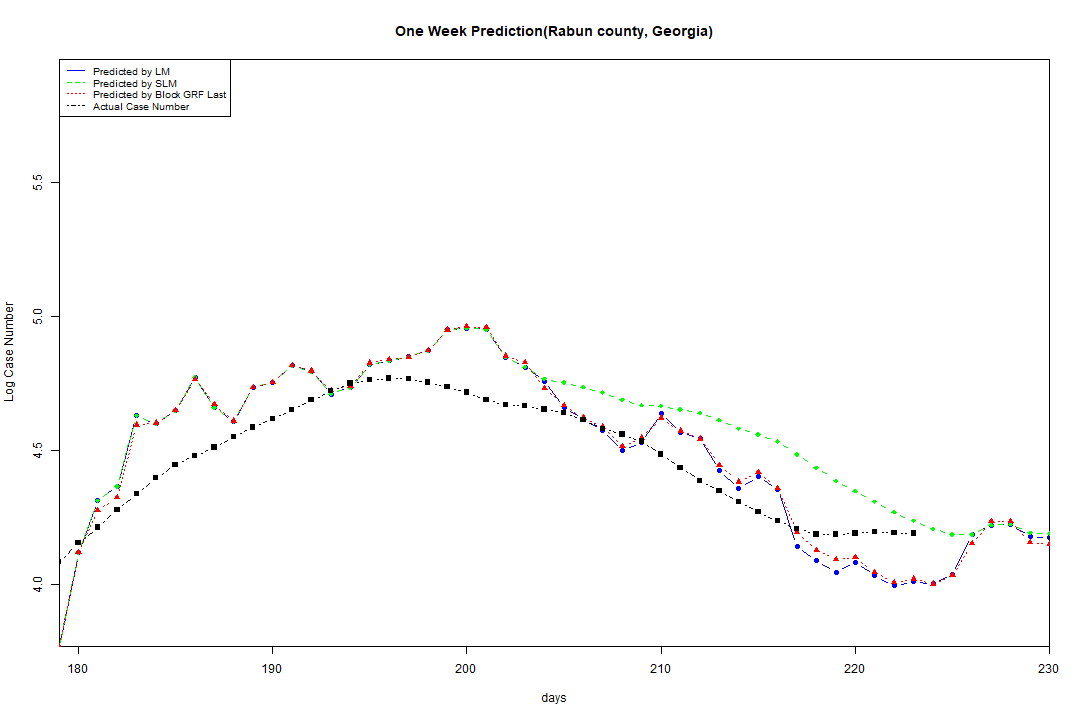 One Week Prediction(Rabun county, Georgia)
Predicted by LM
Predicted by SLM
Predicted by Block GRF Last
Actual Case Number
5.5
5.0
4.5
4.0
Log Case Number
180 190 200 210 220 230
days